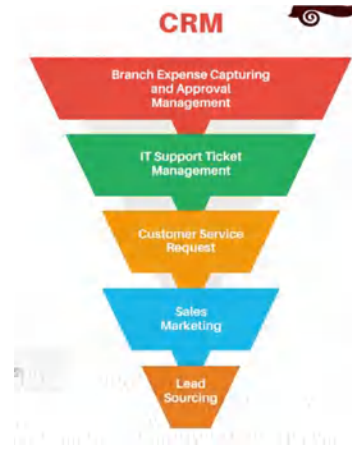 CRM
Branch Expense Capturing
and Approval
Management
IT Support Ticket
Management
Customer Service
Request
Sales
Marketing
Lead
Sourcing